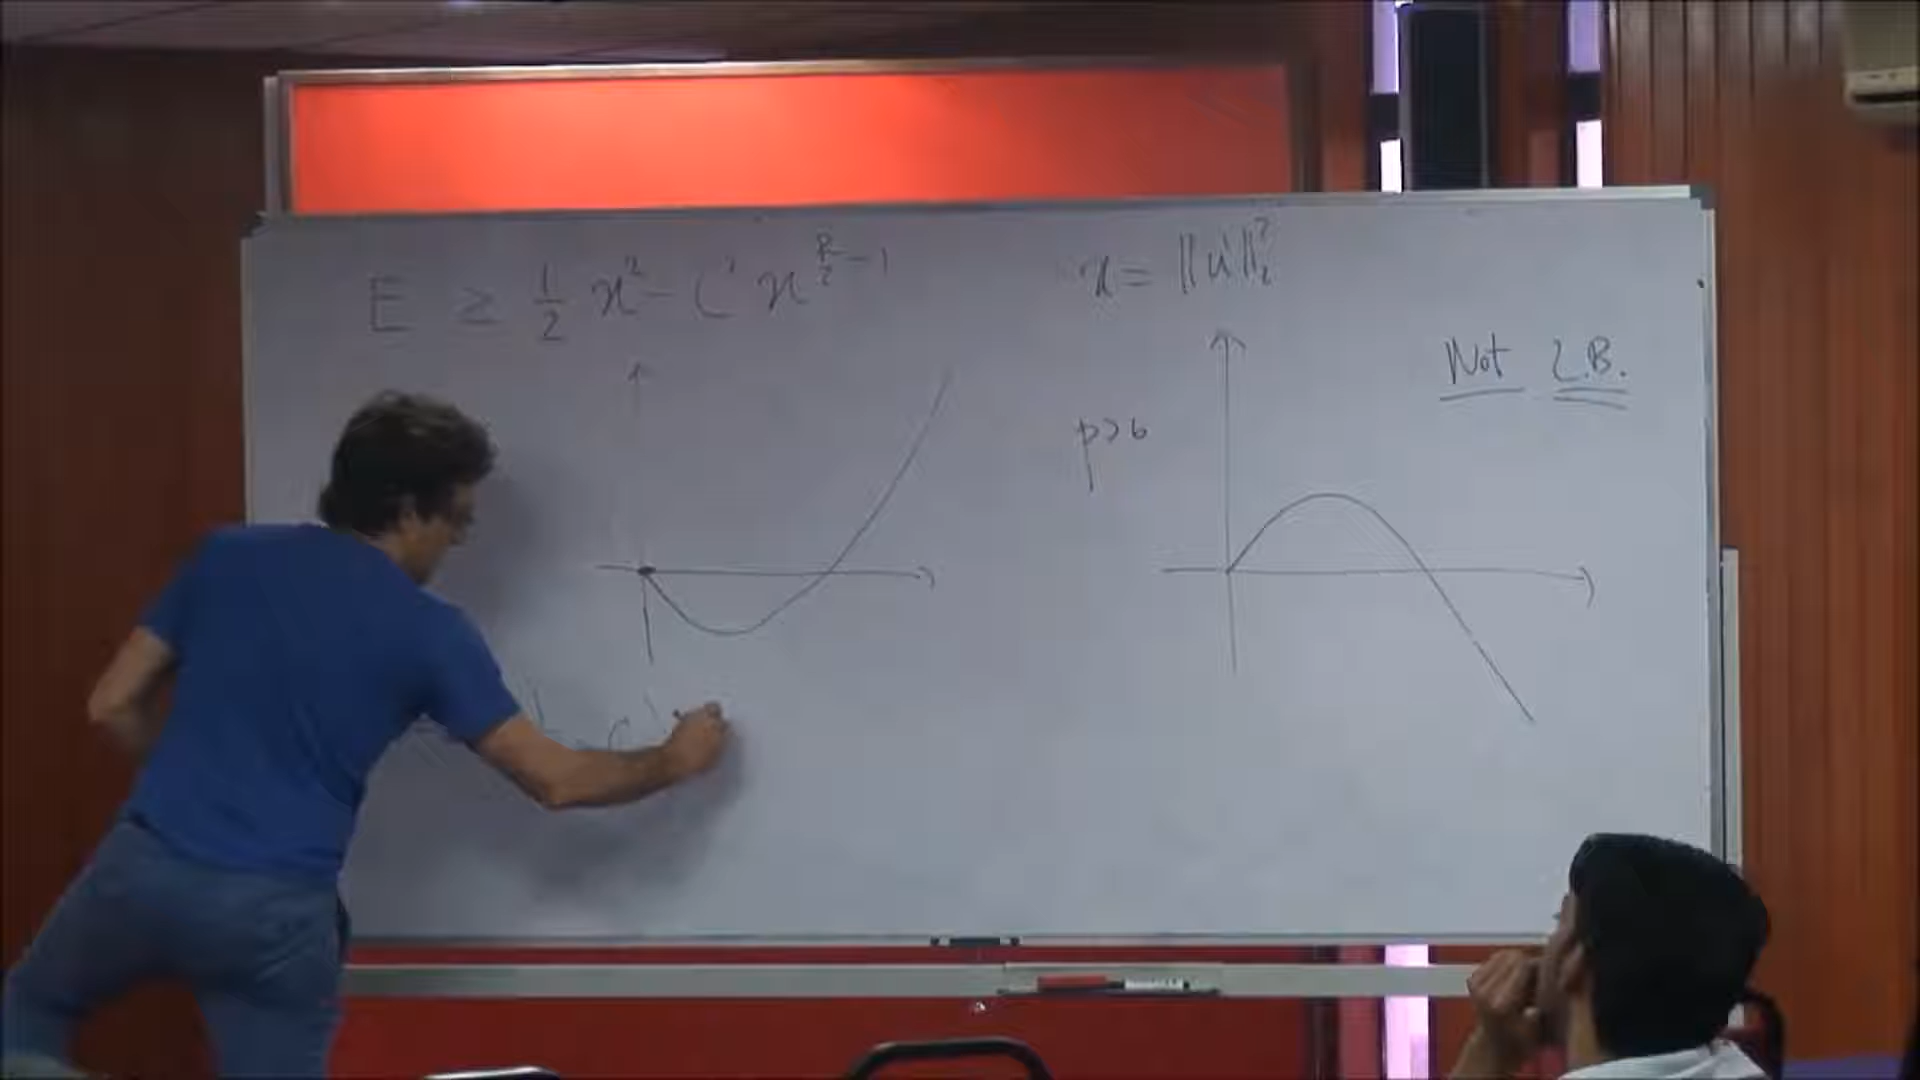 E ≥ 1/2 x² - C' x^(p/2 - 1)
x = ||u'||₂²
Not L.B.
p>6